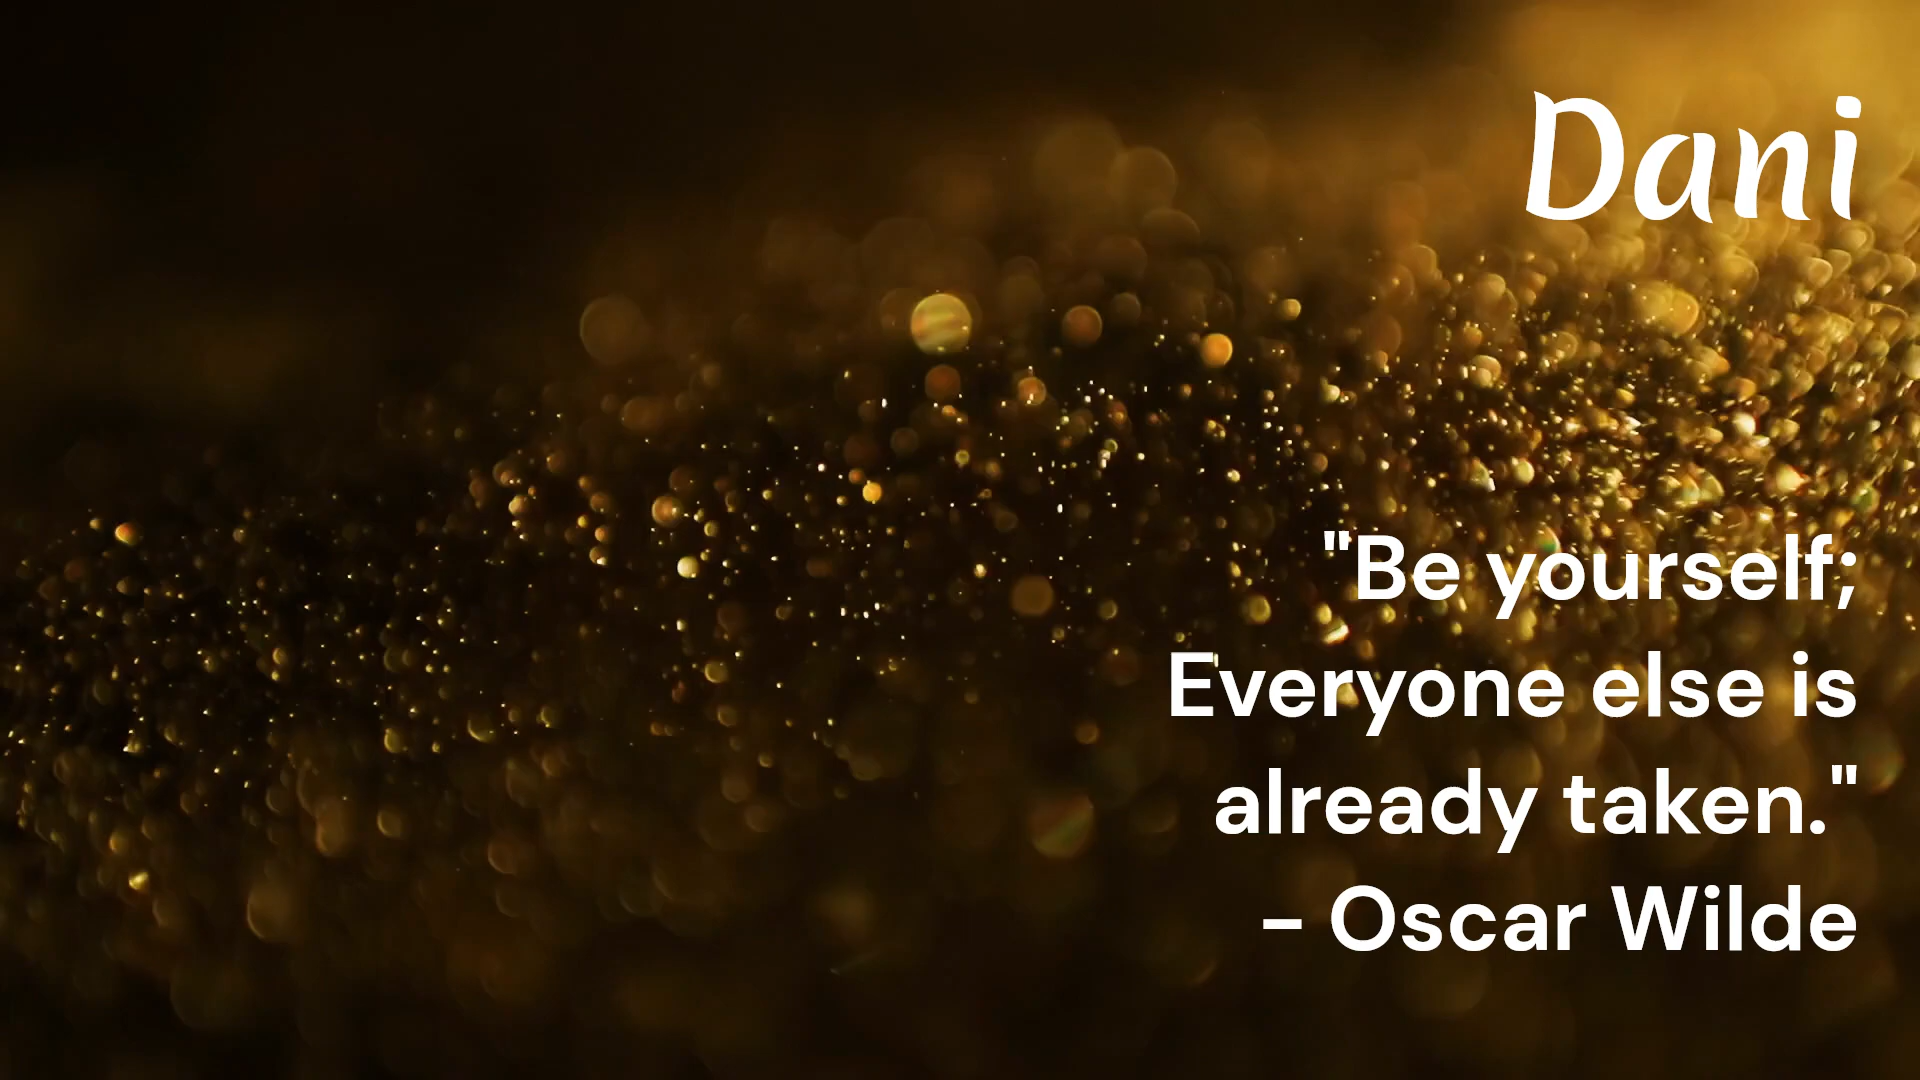 Dani
"Be yourself;
Everyone else is
already taken."
– Oscar Wilde